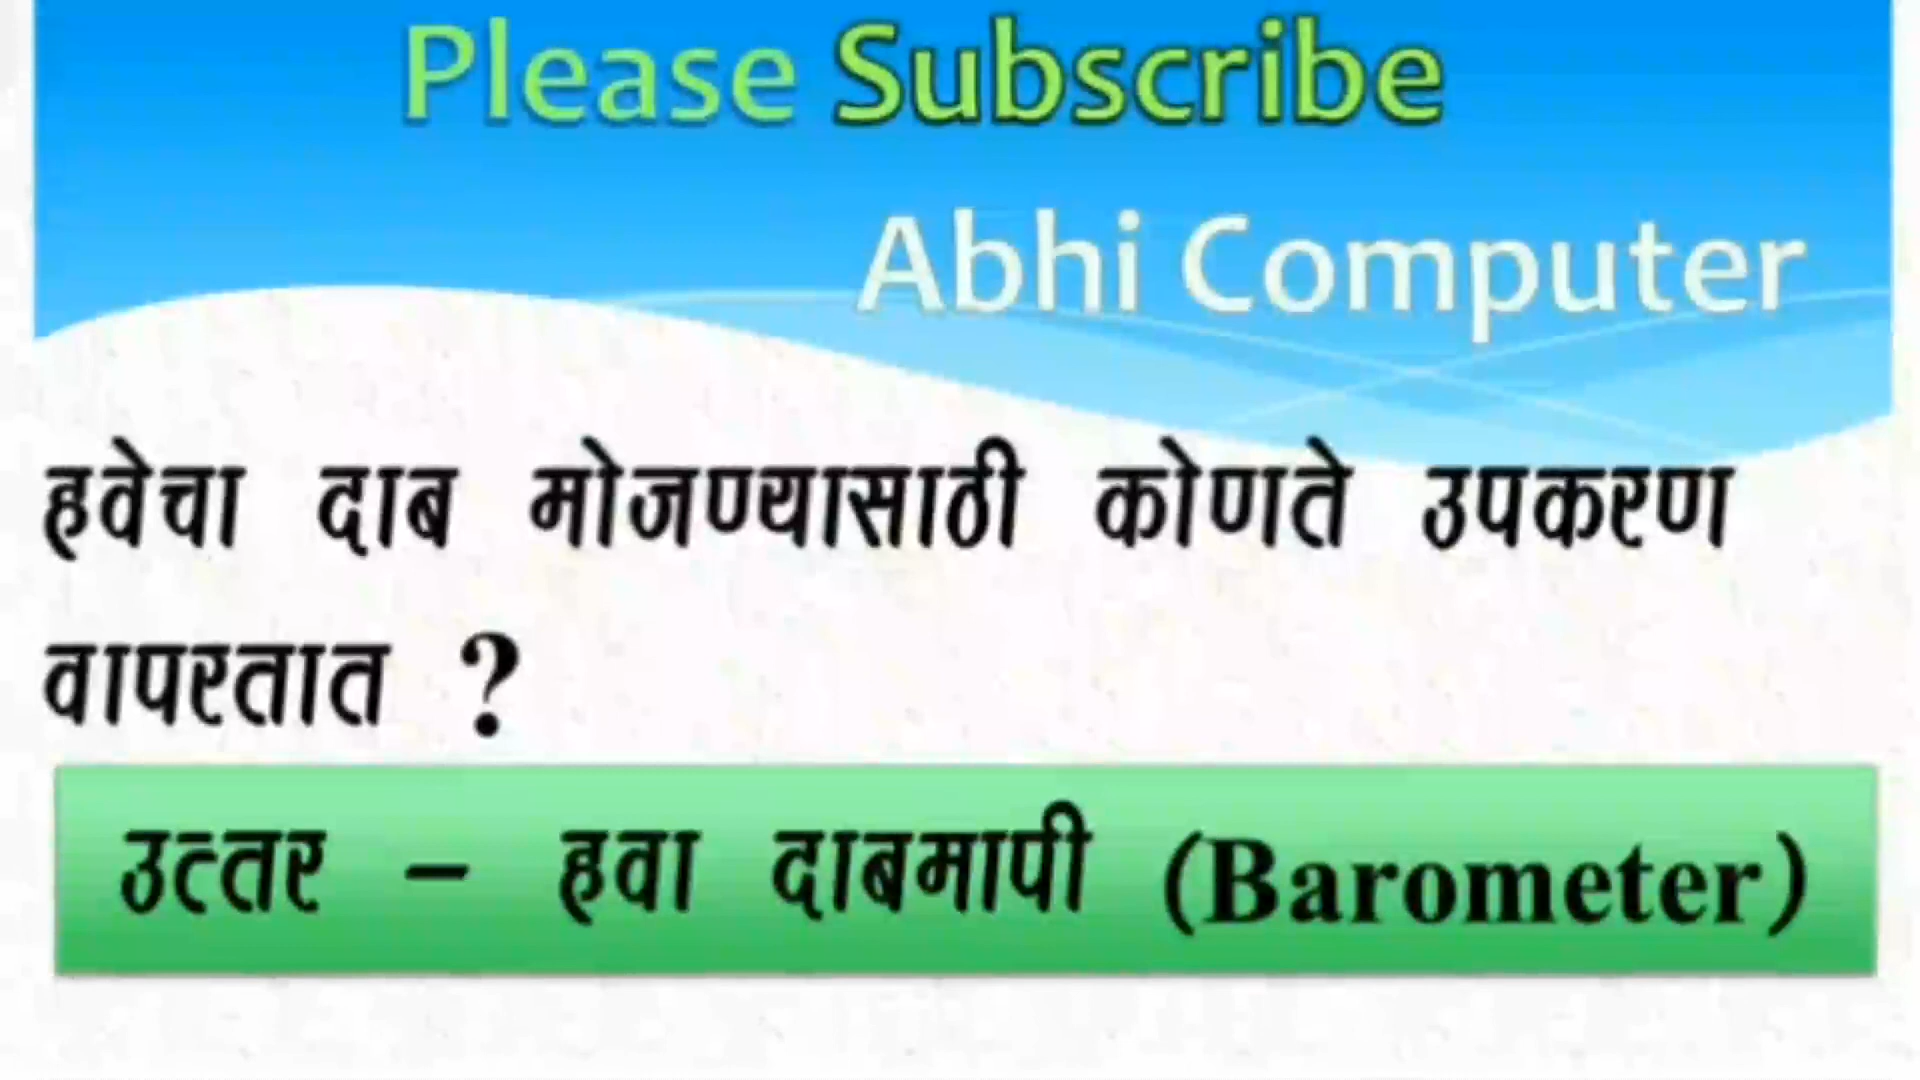 Please Subscribe
Abhi Computer
हवेचा दाब मोजण्यासाठी कोणते उपकरण
वापरतात ?
उत्तर – हवा दाबमापी (Barometer)